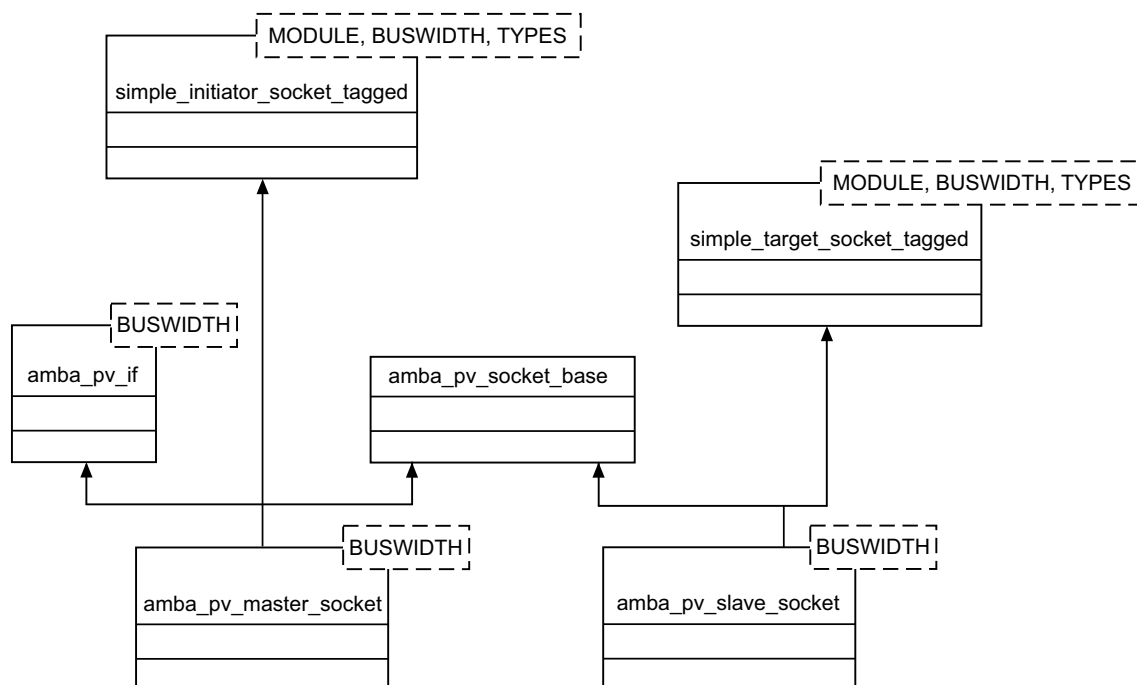 MODULE, BUSWIDTH, TYPES
simple_initiator_socket_tagged
MODULE, BUSWIDTH, TYPES
simple_target_socket_tagged
BUSWIDTH
amba_pv_if
amba_pv_socket_base
BUSWIDTH
amba_pv_master_socket
BUSWIDTH
amba_pv_slave_socket